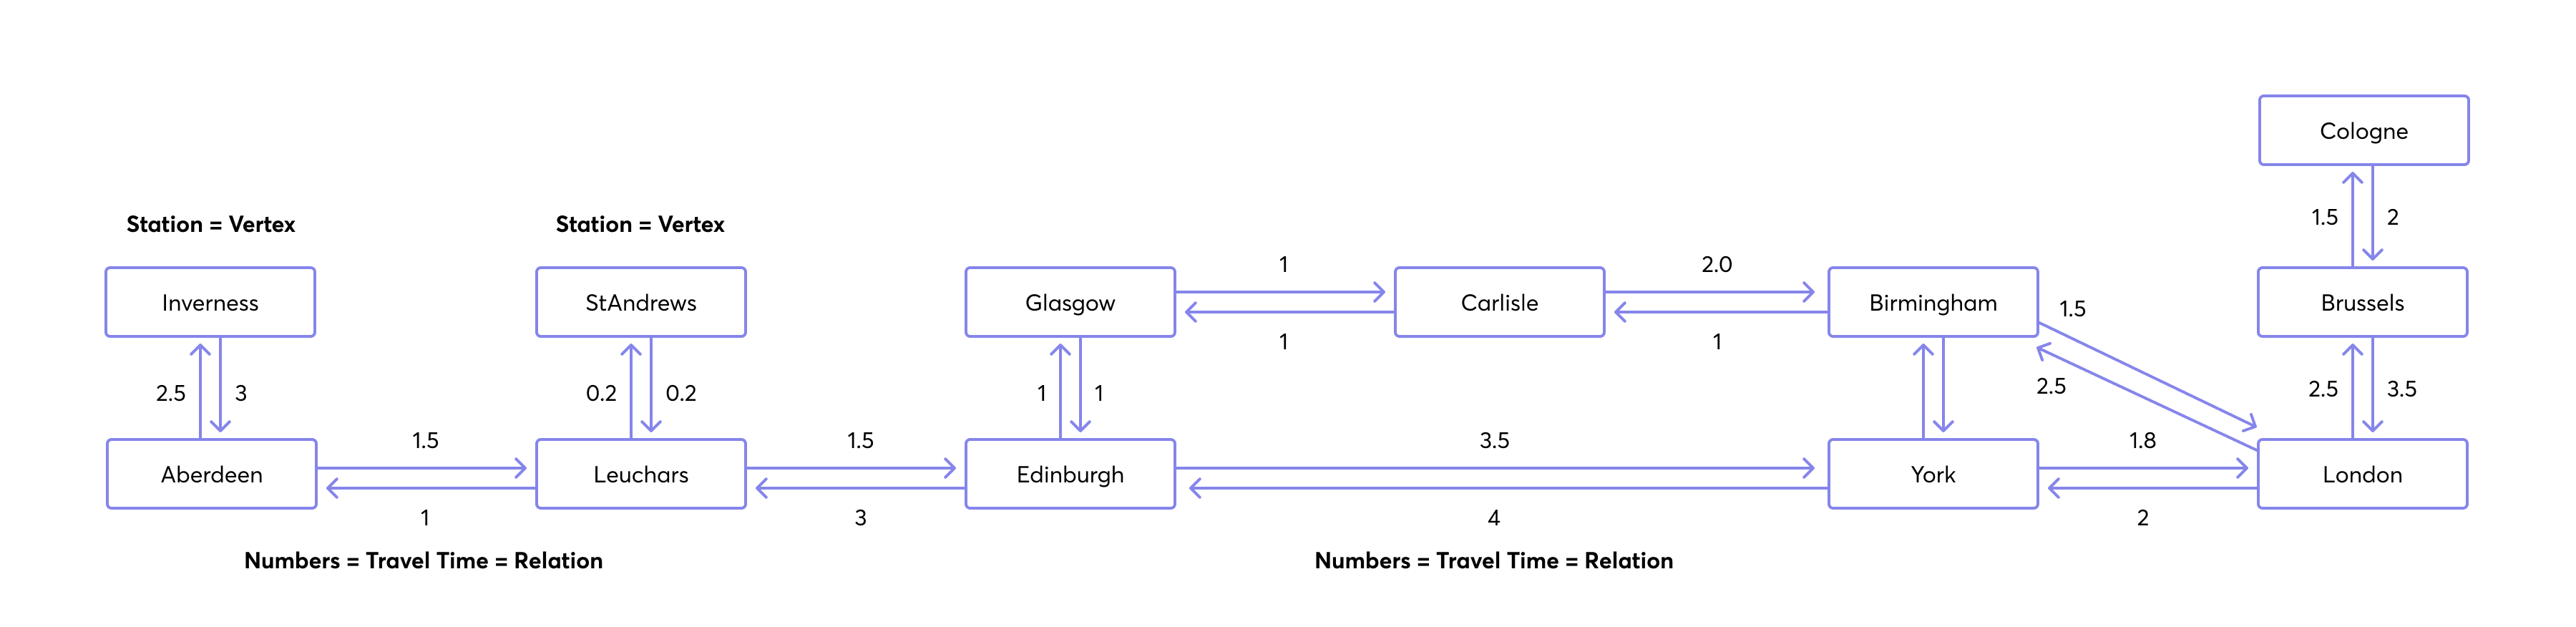 Cologne
1.5 2
Station = Vertex Station = Vertex
1 2.0
Inverness StAndrews Glasgow Carlisle Birmingham 1.5 Brussels
1 1
2.5 3 0.2 0.2 1 1 2.5 2.5 3.5
1.5 1.5 3.5 1.8
Aberdeen Leuchars Edinburgh York London
1 3 4 2
Numbers = Travel Time = Relation Numbers = Travel Time = Relation